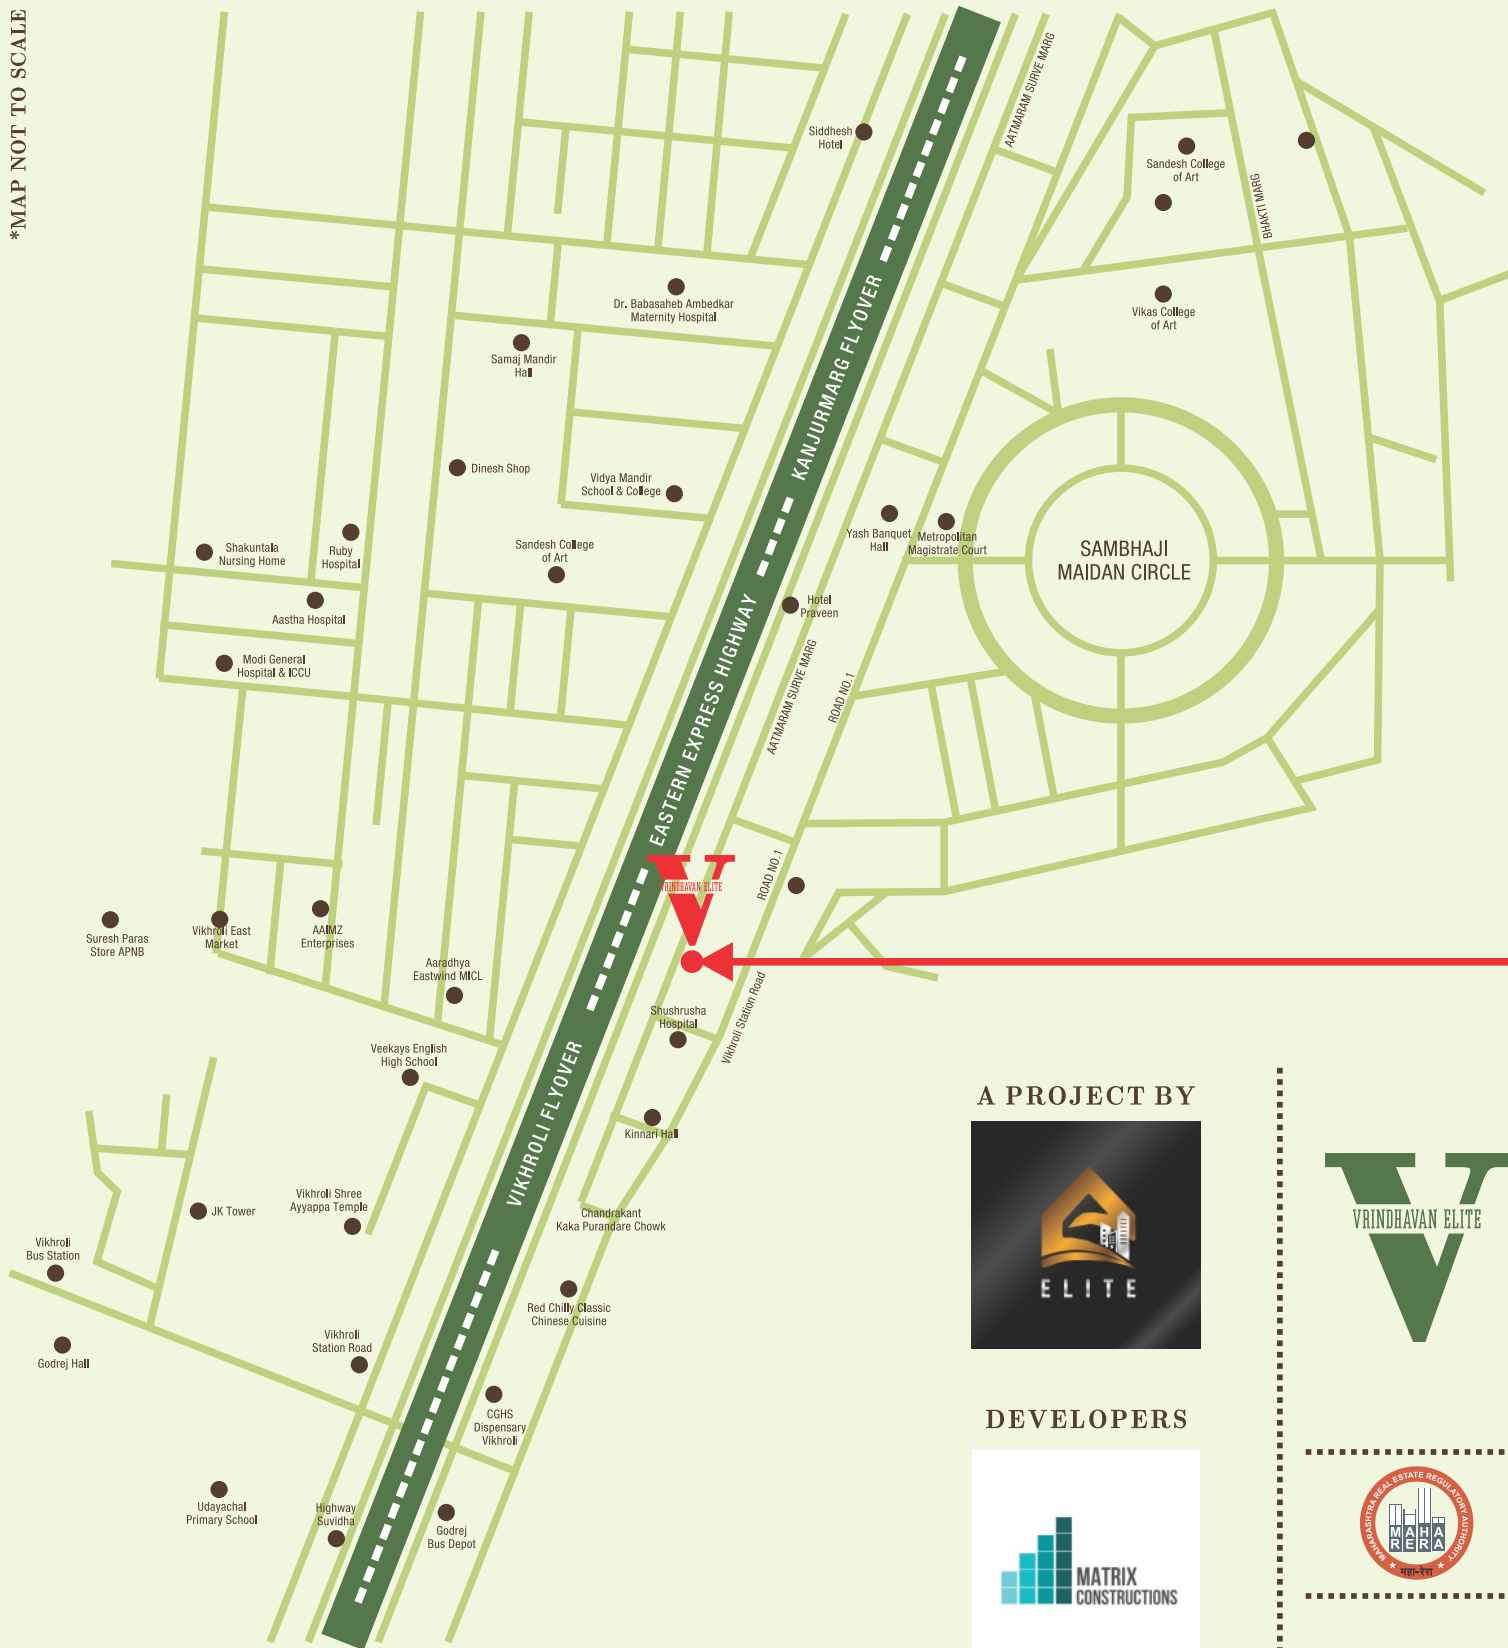 *MAP NOT TO SCALE
AATMARAM SURVE MARG
Siddhesh
Hotel
Sandesh College
of Art
BHAKTI MARG
KANJURMARG FLYOVER
Dr. Babasaheb Ambedkar
Maternity Hospital
Vikas College
of Art
Samaj Mandir
Hall
Dinesh Shop
Vidya Mandir
School & College
Yash Banquet
Hall
Metropolitan
Magistrate Court
SAMBHAJI
MAIDAN CIRCLE
Shakuntala
Nursing Home
Ruby
Hospital
Sandesh College
of Art
Aastha Hospital
Hotel
Praveen
EASTERN EXPRESS HIGHWAY
AATMARAM SURVE MARG
ROAD NO.1
Modi General
Hospital & ICCU
ROAD NO.1
V
VRINDHAVAN ELITE
Suresh Paras
Store APNB
Vikhroli East
Market
AAIMZ
Enterprises
Aaradhya
Eastwind MICL
Shushrusha
Hospital
Vikhroli Station Road
Veekays English
High School
VIKHROLI FLYOVER
Kinnari Hall
Vikhroli Shree
Ayyappa Temple
JK Tower
Chandrakant
Kaka Purandare Chowk
Vikhroli
Bus Station
Red Chilly Classic
Chinese Cuisine
Godrej Hall
Vikhroli
Station Road
CGHS
Dispensary
Vikhroli
Udayachal
Primary School
Highway
Suvidha
Godrej
Bus Depot
A PROJECT BY
ELITE
DEVELOPERS
MATRIX
CONSTRUCTIONS
V
VRINDHAVAN ELITE
MAHARASHTRA REAL ESTATE REGULATORY AUTHORITY
MAHA
RERA
महा-रेरा